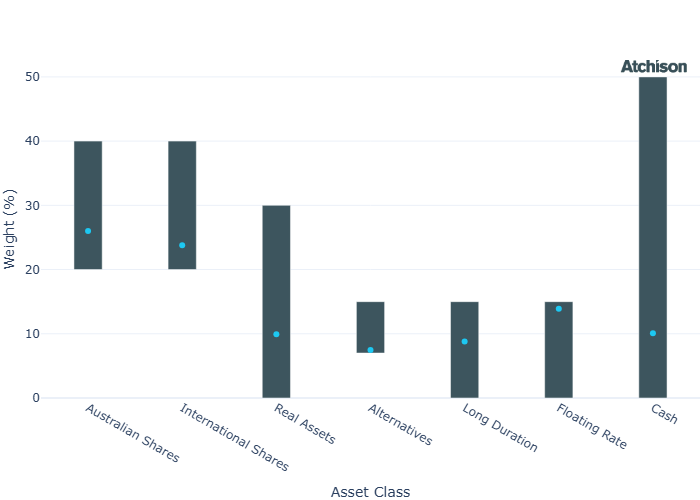 Atchison
50
40
30
20
10
0
Weight (%)
Australian Shares
International Shares
Real Assets
Alternatives
Long Duration
Floating Rate
Cash
Asset Class